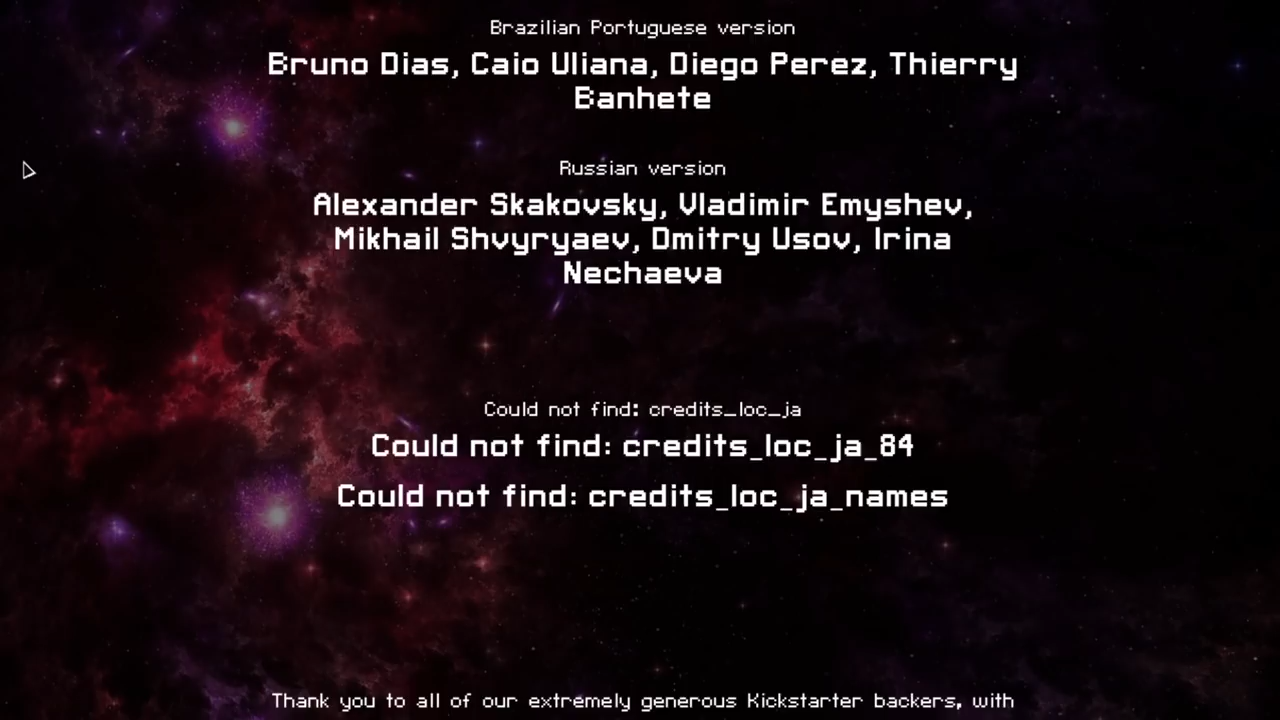 Brazilian Portuguese version
Bruno Dias, Caio Uliana, Diego Perez, Thierry
Banhete
Russian version
Alexander Skakovsky, Vladimir Emyshev,
Mikhail Shvyryaev, Dmitry Usov, Irina
Nechaeva
Could not find: credits_loc_ja
Could not find: credits_loc_ja_84
Could not find: credits_loc_ja_names
Thank you to all of our extremely generous Kickstarter backers, with